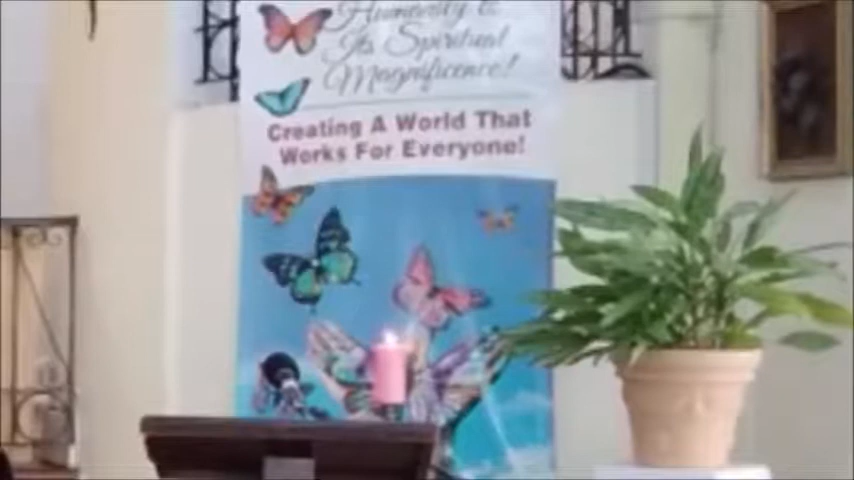 Humanity &
Its Spiritual
Magnificence!
Creating A World That
Works For Everyone!